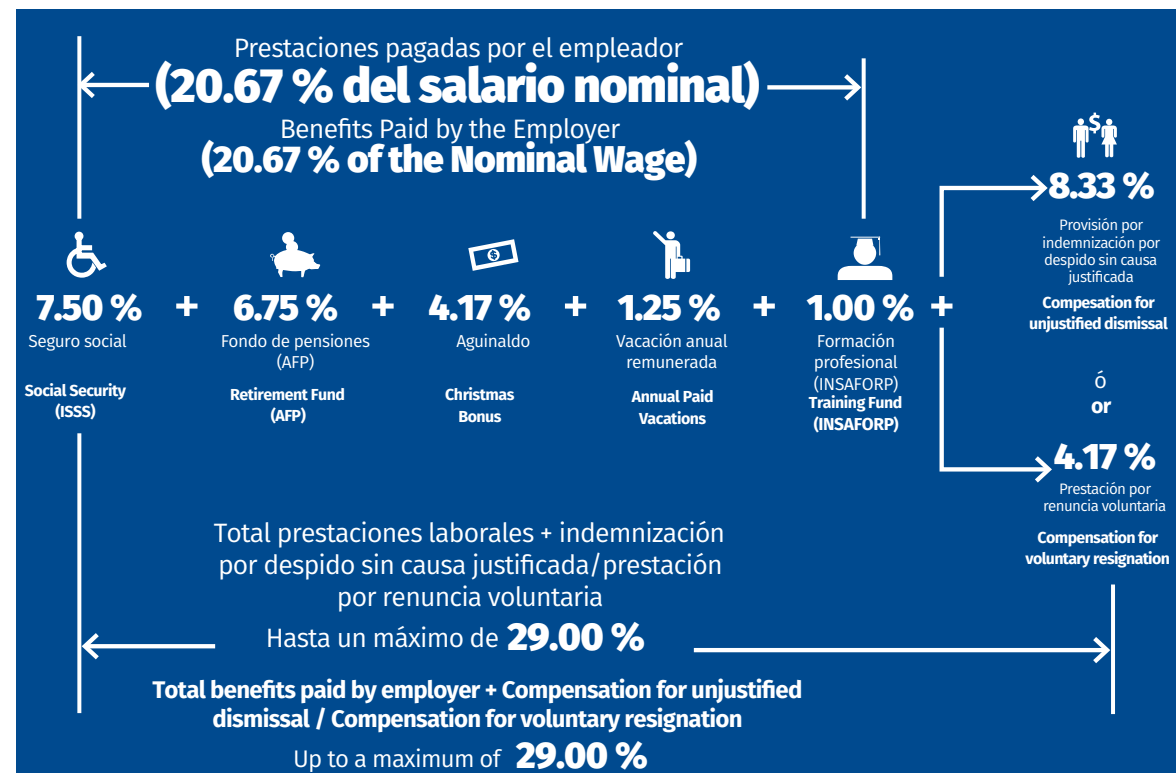 Prestaciones pagadas por el empleador
(20.67 % del salario nominal)
Benefits Paid by the Employer
(20.67 % of the Nominal Wage)
7.50 % + 6.75 % + 4.17 % + 1.25 % + 1.00 % +
Seguro social
Social Security
(ISSS)
Fondo de pensiones
(AFP)
Retirement Fund
(AFP)
Aguinaldo
Christmas
Bonus
Vacación anual
remunerada
Annual Paid
Vacations
Formación
profesional
(INSAFORP)
Training Fund
(INSAFORP)
$
8.33 %
Provisión por
indemnización por
despido sin causa
justificada
Compesation for
unjustified dismissal
ó
or
4.17 %
Prestación por
renuncia voluntaria
Compensation for
voluntary resignation
Total prestaciones laborales + indemnización
por despido sin causa justificada/prestación
por renuncia voluntaria
Hasta un máximo de 29.00 %
Total benefits paid by employer + Compensation for unjustified
dismissal / Compensation for voluntary resignation
Up to a maximum of 29.00 %